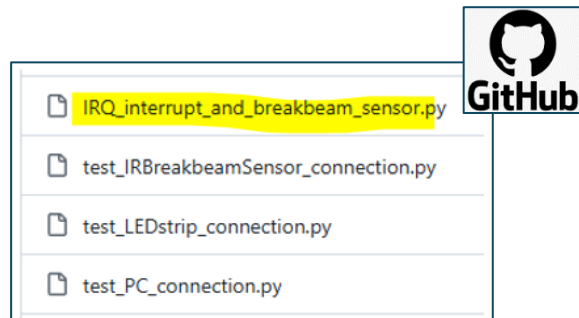 GitHub
IRQ_interrupt_and_breakbeam_sensor.py
test_IRBreakbeamSensor_connection.py
test_LEDstrip_connection.py
test_PC_connection.py